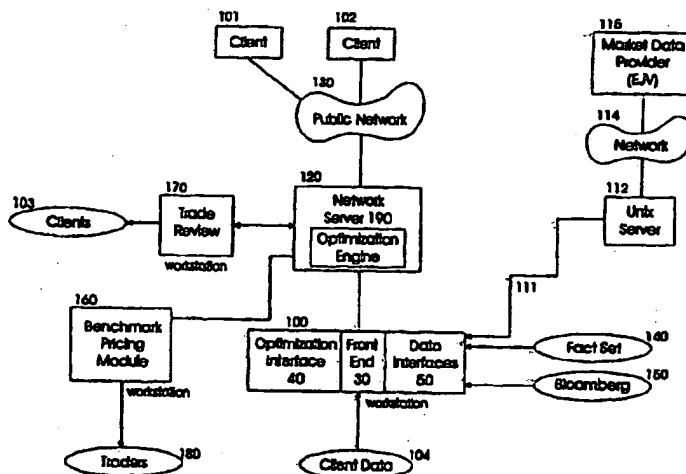 101
102
Client
Client
115
Market Data
Provider
(EJV)
130
Public Network
114
Network
120
Network
Server 190
Optimization
Engine
112
Unix
Server
103
Clients
170
Trade
Review
workstation
111
160
Benchmark
Pricing
Module
workstation
100
Optimization
Interface
40
Front
End
30
Data
Interfaces
50
workstation
140
Fact Set
150
Bloomberg
Traders
180
Client Data
104